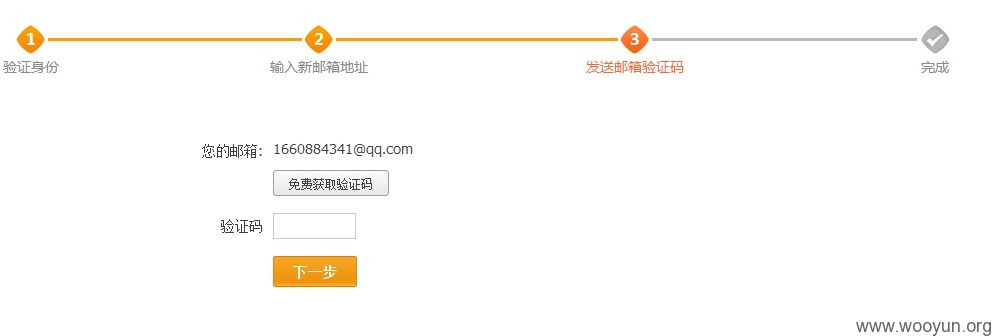 1 2 3
验证身份 输入新邮箱地址 发送邮箱验证码 完成
您的邮箱: 1660884341@qq.com
免费获取验证码
验证码
下一步
www.wooyun.org